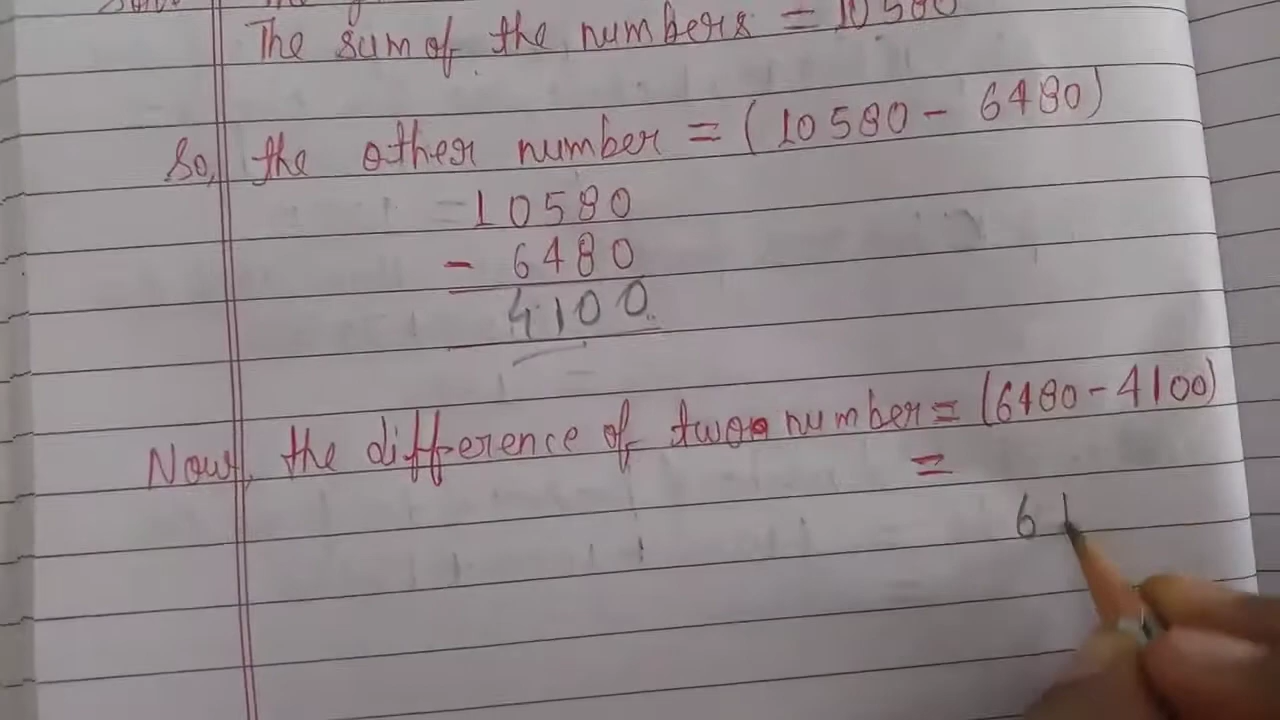 The sum of the numbers = 10580
So, the other number = (10580 - 6480)
= 10580
- 6480
4100
Now, the difference of two number = (6480 - 4100)
=
6